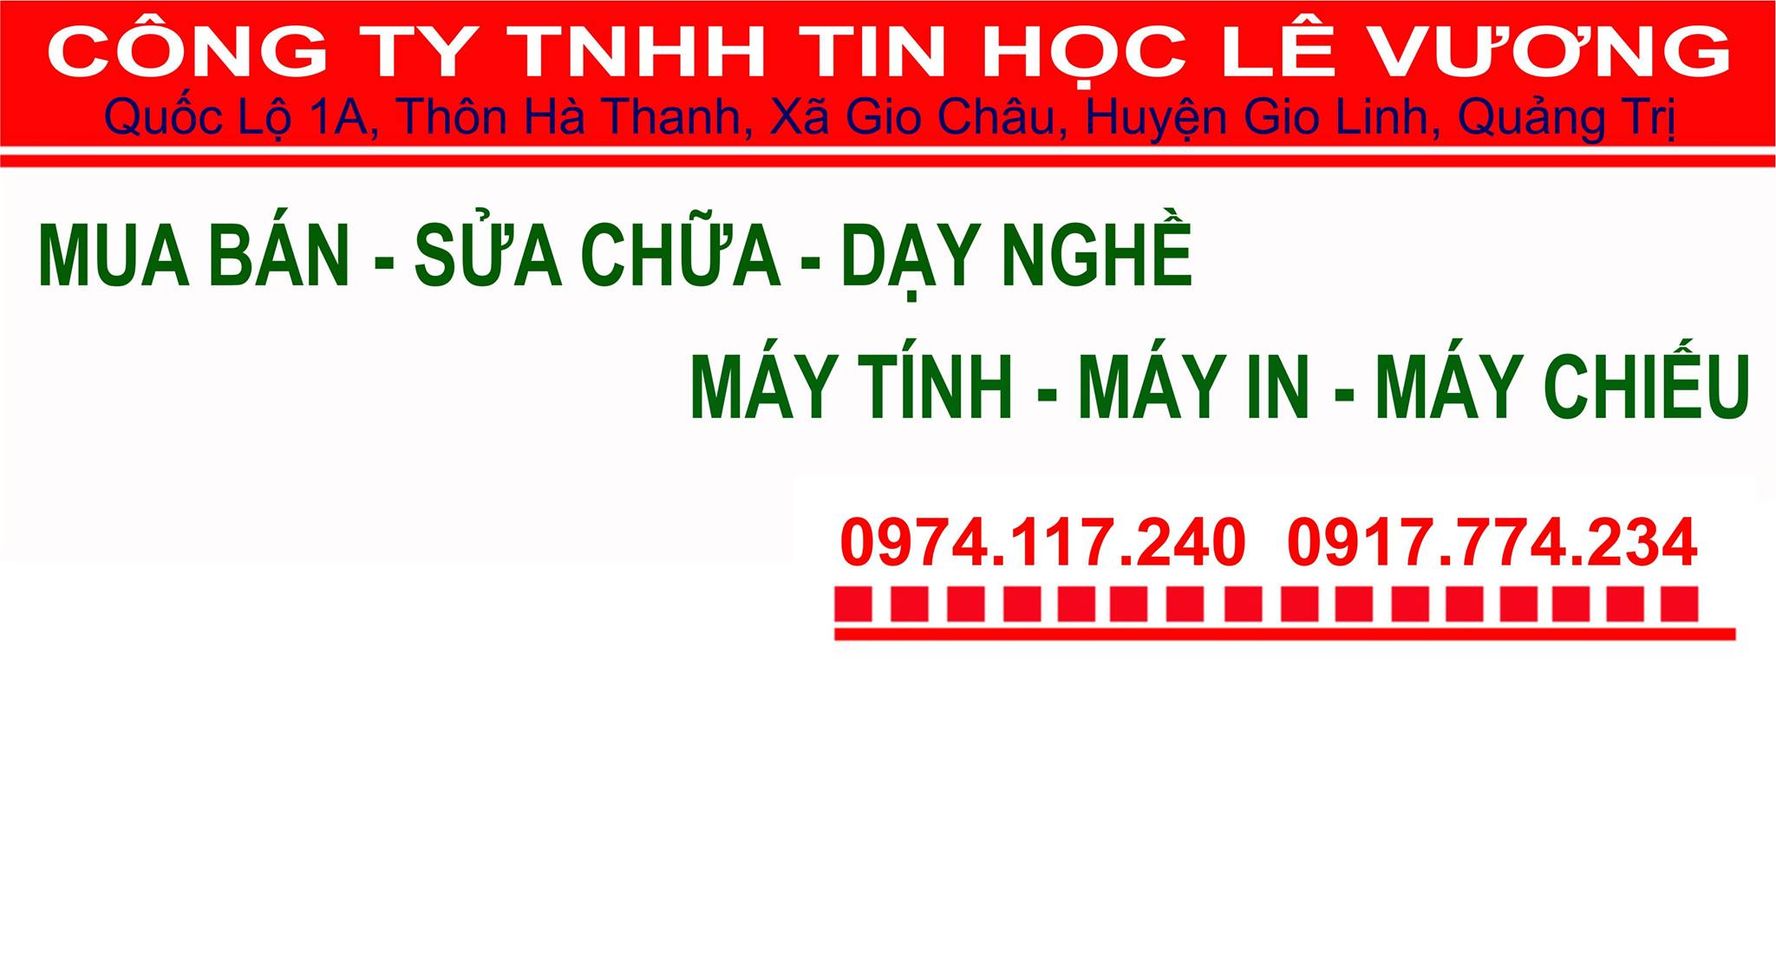 CÔNG TY TNHH TIN HỌC LÊ VƯƠNG
Quốc Lộ 1A, Thôn Hà Thanh, Xã Gio Châu, Huyện Gio Linh, Quảng Trị
MUA BÁN - SỬA CHỮA - DẠY NGHỀ
MÁY TÍNH - MÁY IN - MÁY CHIẾU
0974.117.240 0917.774.234